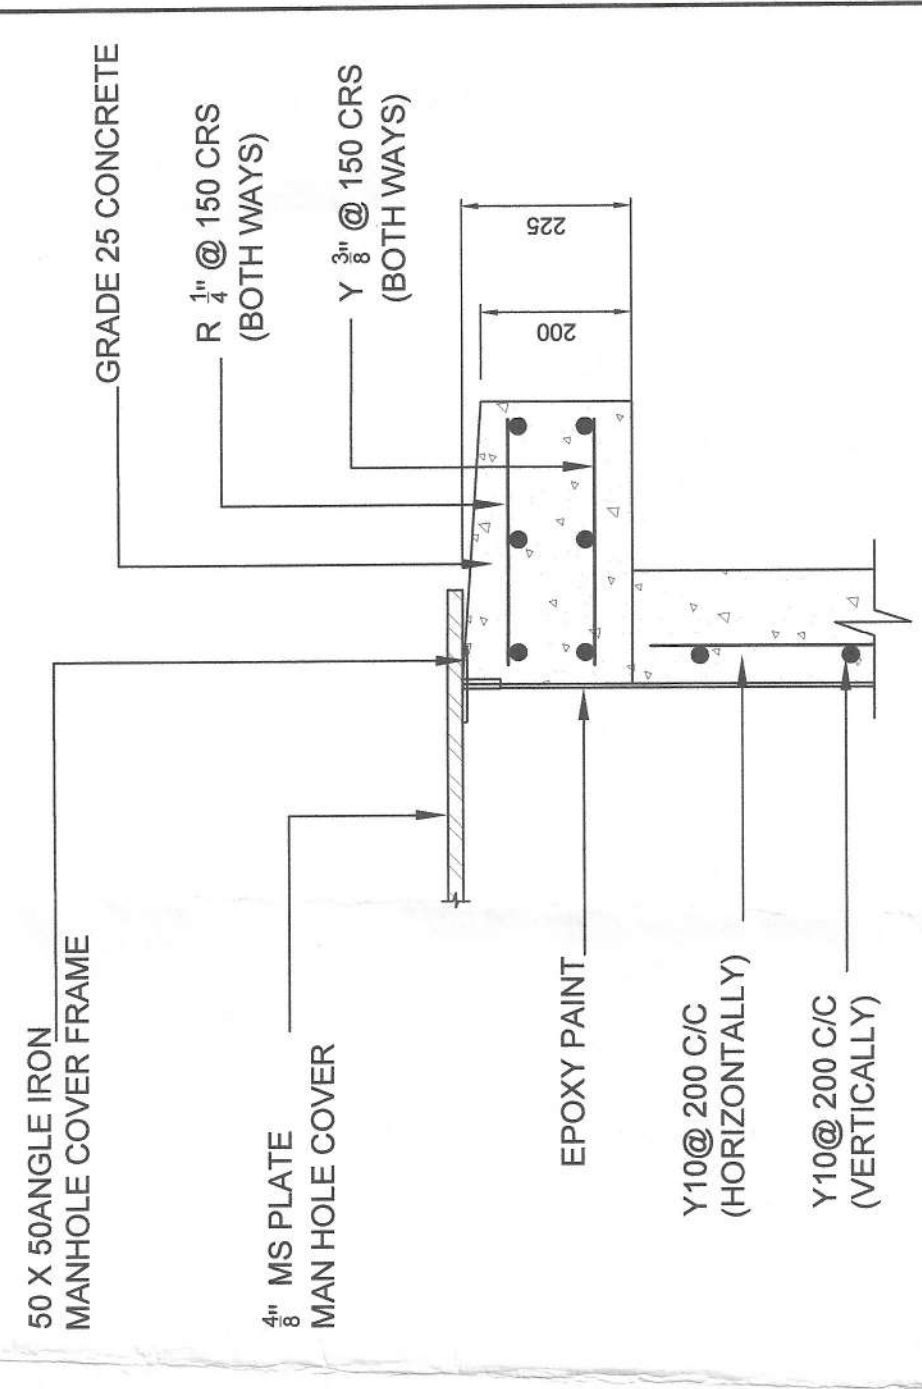 50 X 50ANGLE IRON
MANHOLE COVER FRAME
4/8" MS PLATE
MAN HOLE COVER
EPOXY PAINT
Y10@ 200 C/C
(HORIZONTALLY)
Y10@ 200 C/C
(VERTICALLY)
GRADE 25 CONCRETE
R 1/4" @ 150 CRS
(BOTH WAYS)
Y 3/8" @ 150 CRS
(BOTH WAYS)
200
225